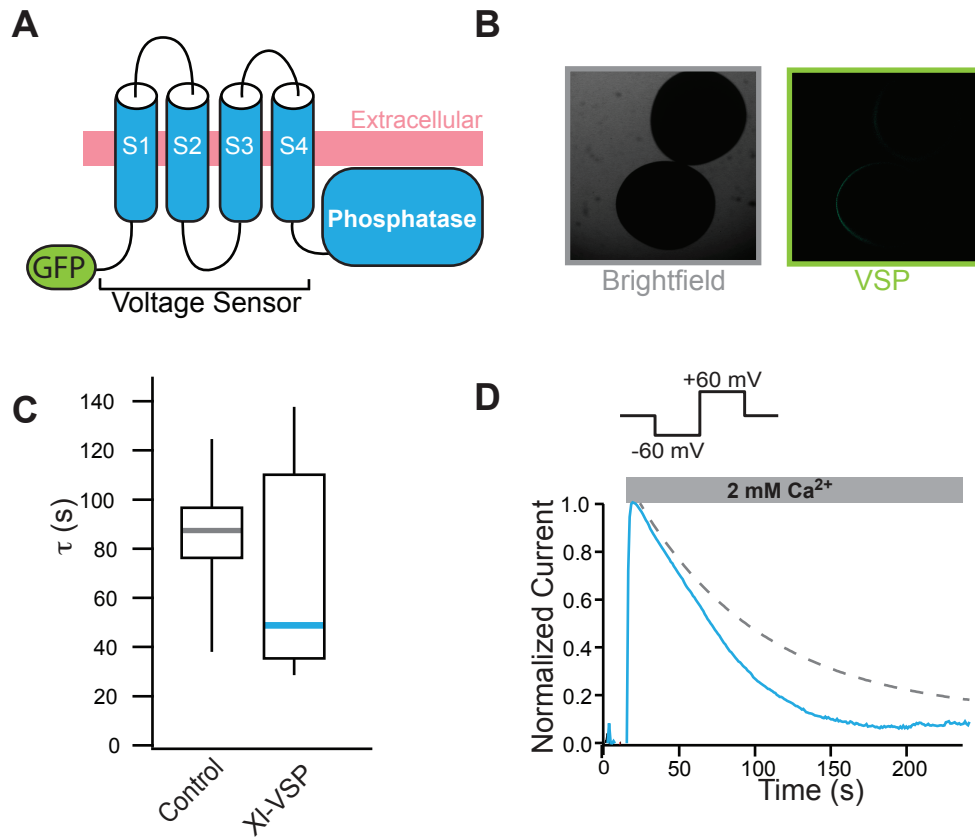 A
Extracellular
S1 S2 S3 S4
Phosphatase
GFP
Voltage Sensor
B
Brightfield
VSP
C
τ (s)
140
120
100
80
60
40
20
0
Control
XI-VSP
D
+60 mV
-60 mV
2 mM Ca²⁺
Normalized Current
1.0
0.8
0.6
0.4
0.2
0.0
0 50 100 150 200
Time (s)